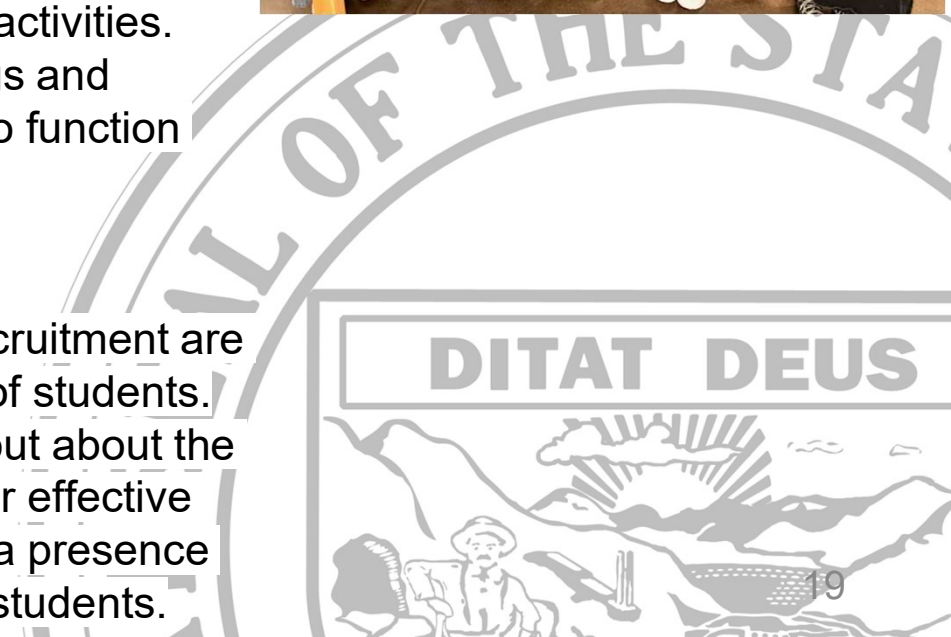 activities.
and
function
cruitment are
of students.
out about the
effective
a presence
students.
OF THE STA
DITAT DEUS
19